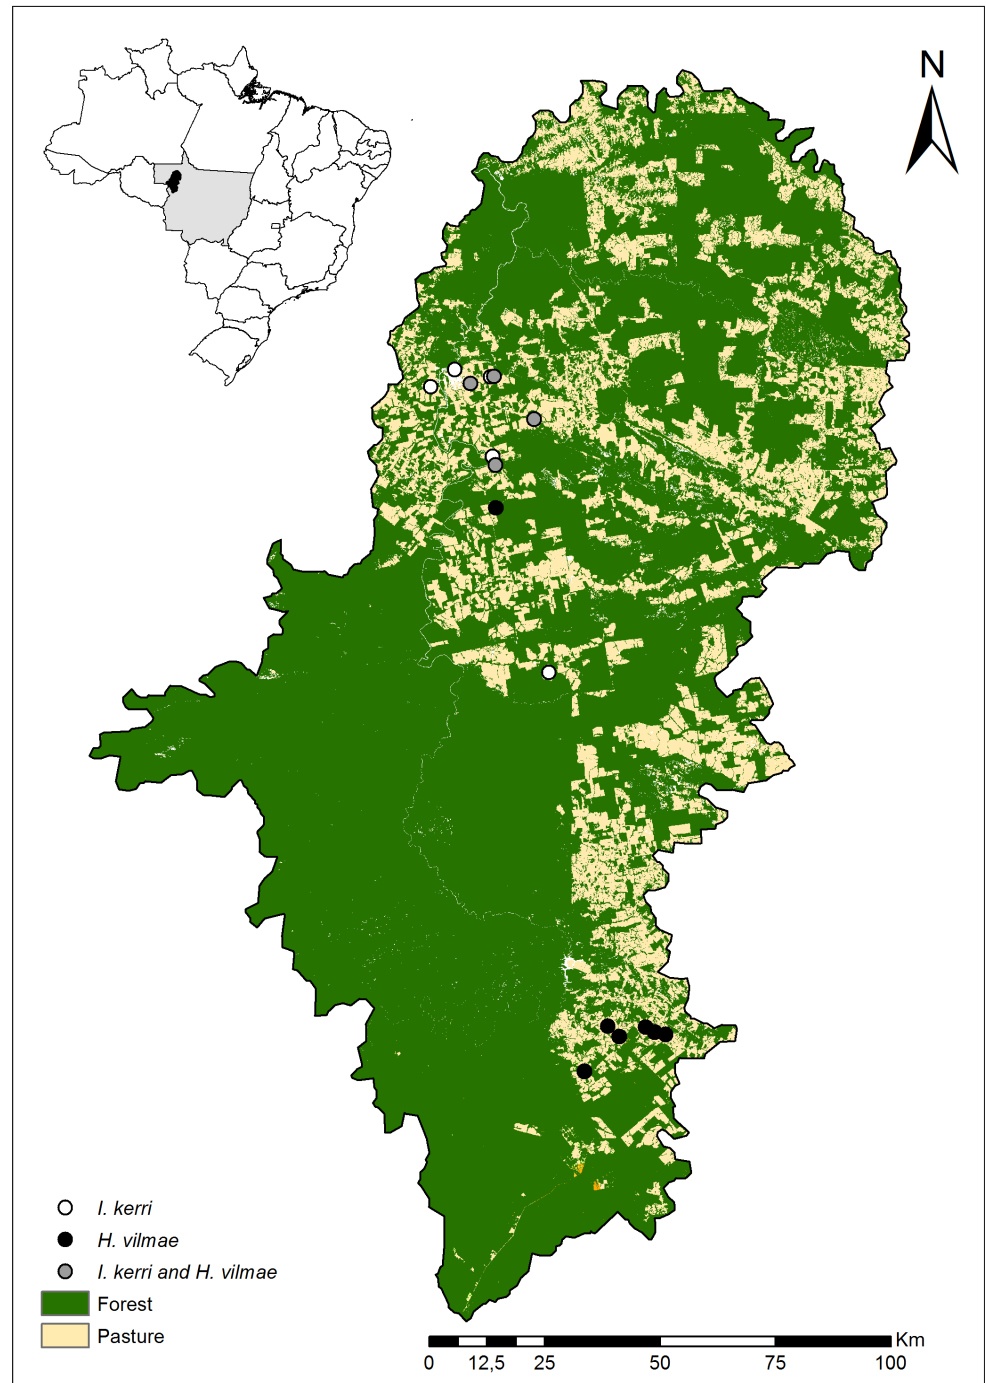 N
I. kerri
H. vilmae
I. kerri and H. vilmae
Forest
Pasture
Km
0 12,5 25 50 75 100